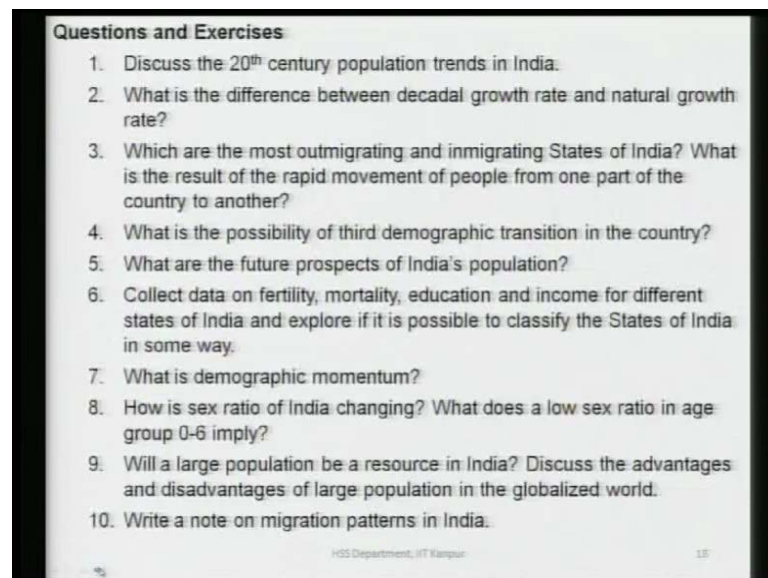 Questions and Exercises
1. Discuss the 20th century population trends in India.
2. What is the difference between decadal growth rate and natural growth
rate?
3. Which are the most outmigrating and inmigrating States of India? What
is the result of the rapid movement of people from one part of the
country to another?
4. What is the possibility of third demographic transition in the country?
5. What are the future prospects of India's population?
6. Collect data on fertility, mortality, education and income for different
states of India and explore if it is possible to classify the States of India
in some way.
7. What is demographic momentum?
8. How is sex ratio of India changing? What does a low sex ratio in age
group 0-6 imply?
9. Will a large population be a resource in India? Discuss the advantages
and disadvantages of large population in the globalized world.
10. Write a note on migration patterns in India.
HSS Department, IIT Kanpur
18